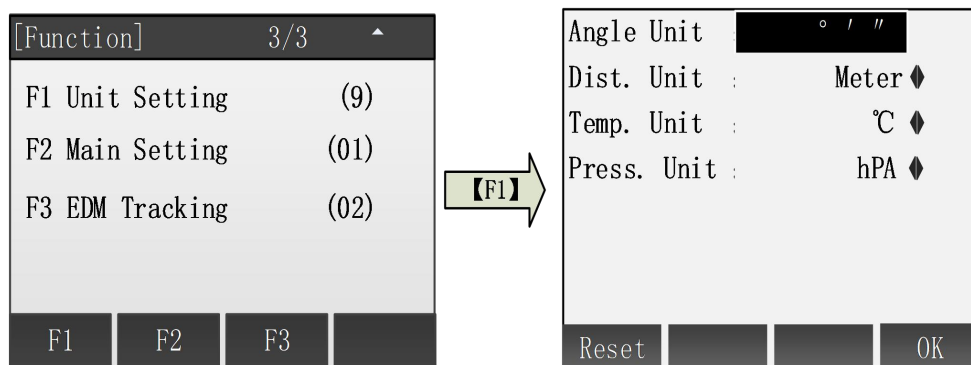 [Function] 3/3
F1 Unit Setting (9)
F2 Main Setting (01)
F3 EDM Tracking (02)
F1 F2 F3
【F1】
Angle Unit : ° ′ ″
Dist. Unit : Meter
Temp. Unit : ℃
Press. Unit : hPA
Reset OK